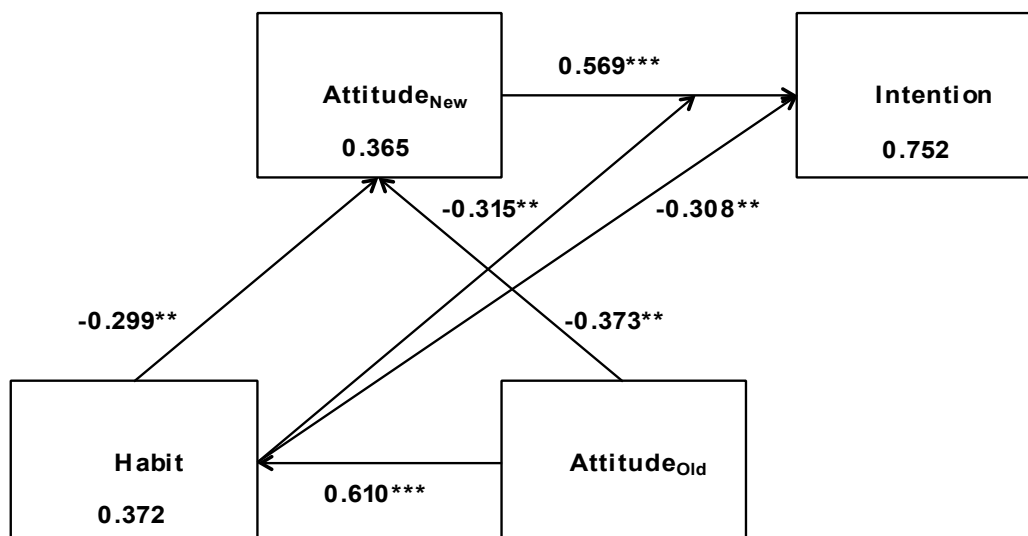 0.569***
Attitude New
Intention
0.365
0.752
-0.315**
-0.308**
-0.299**
-0.373**
Habit
Attitude Old
0.610***
0.372